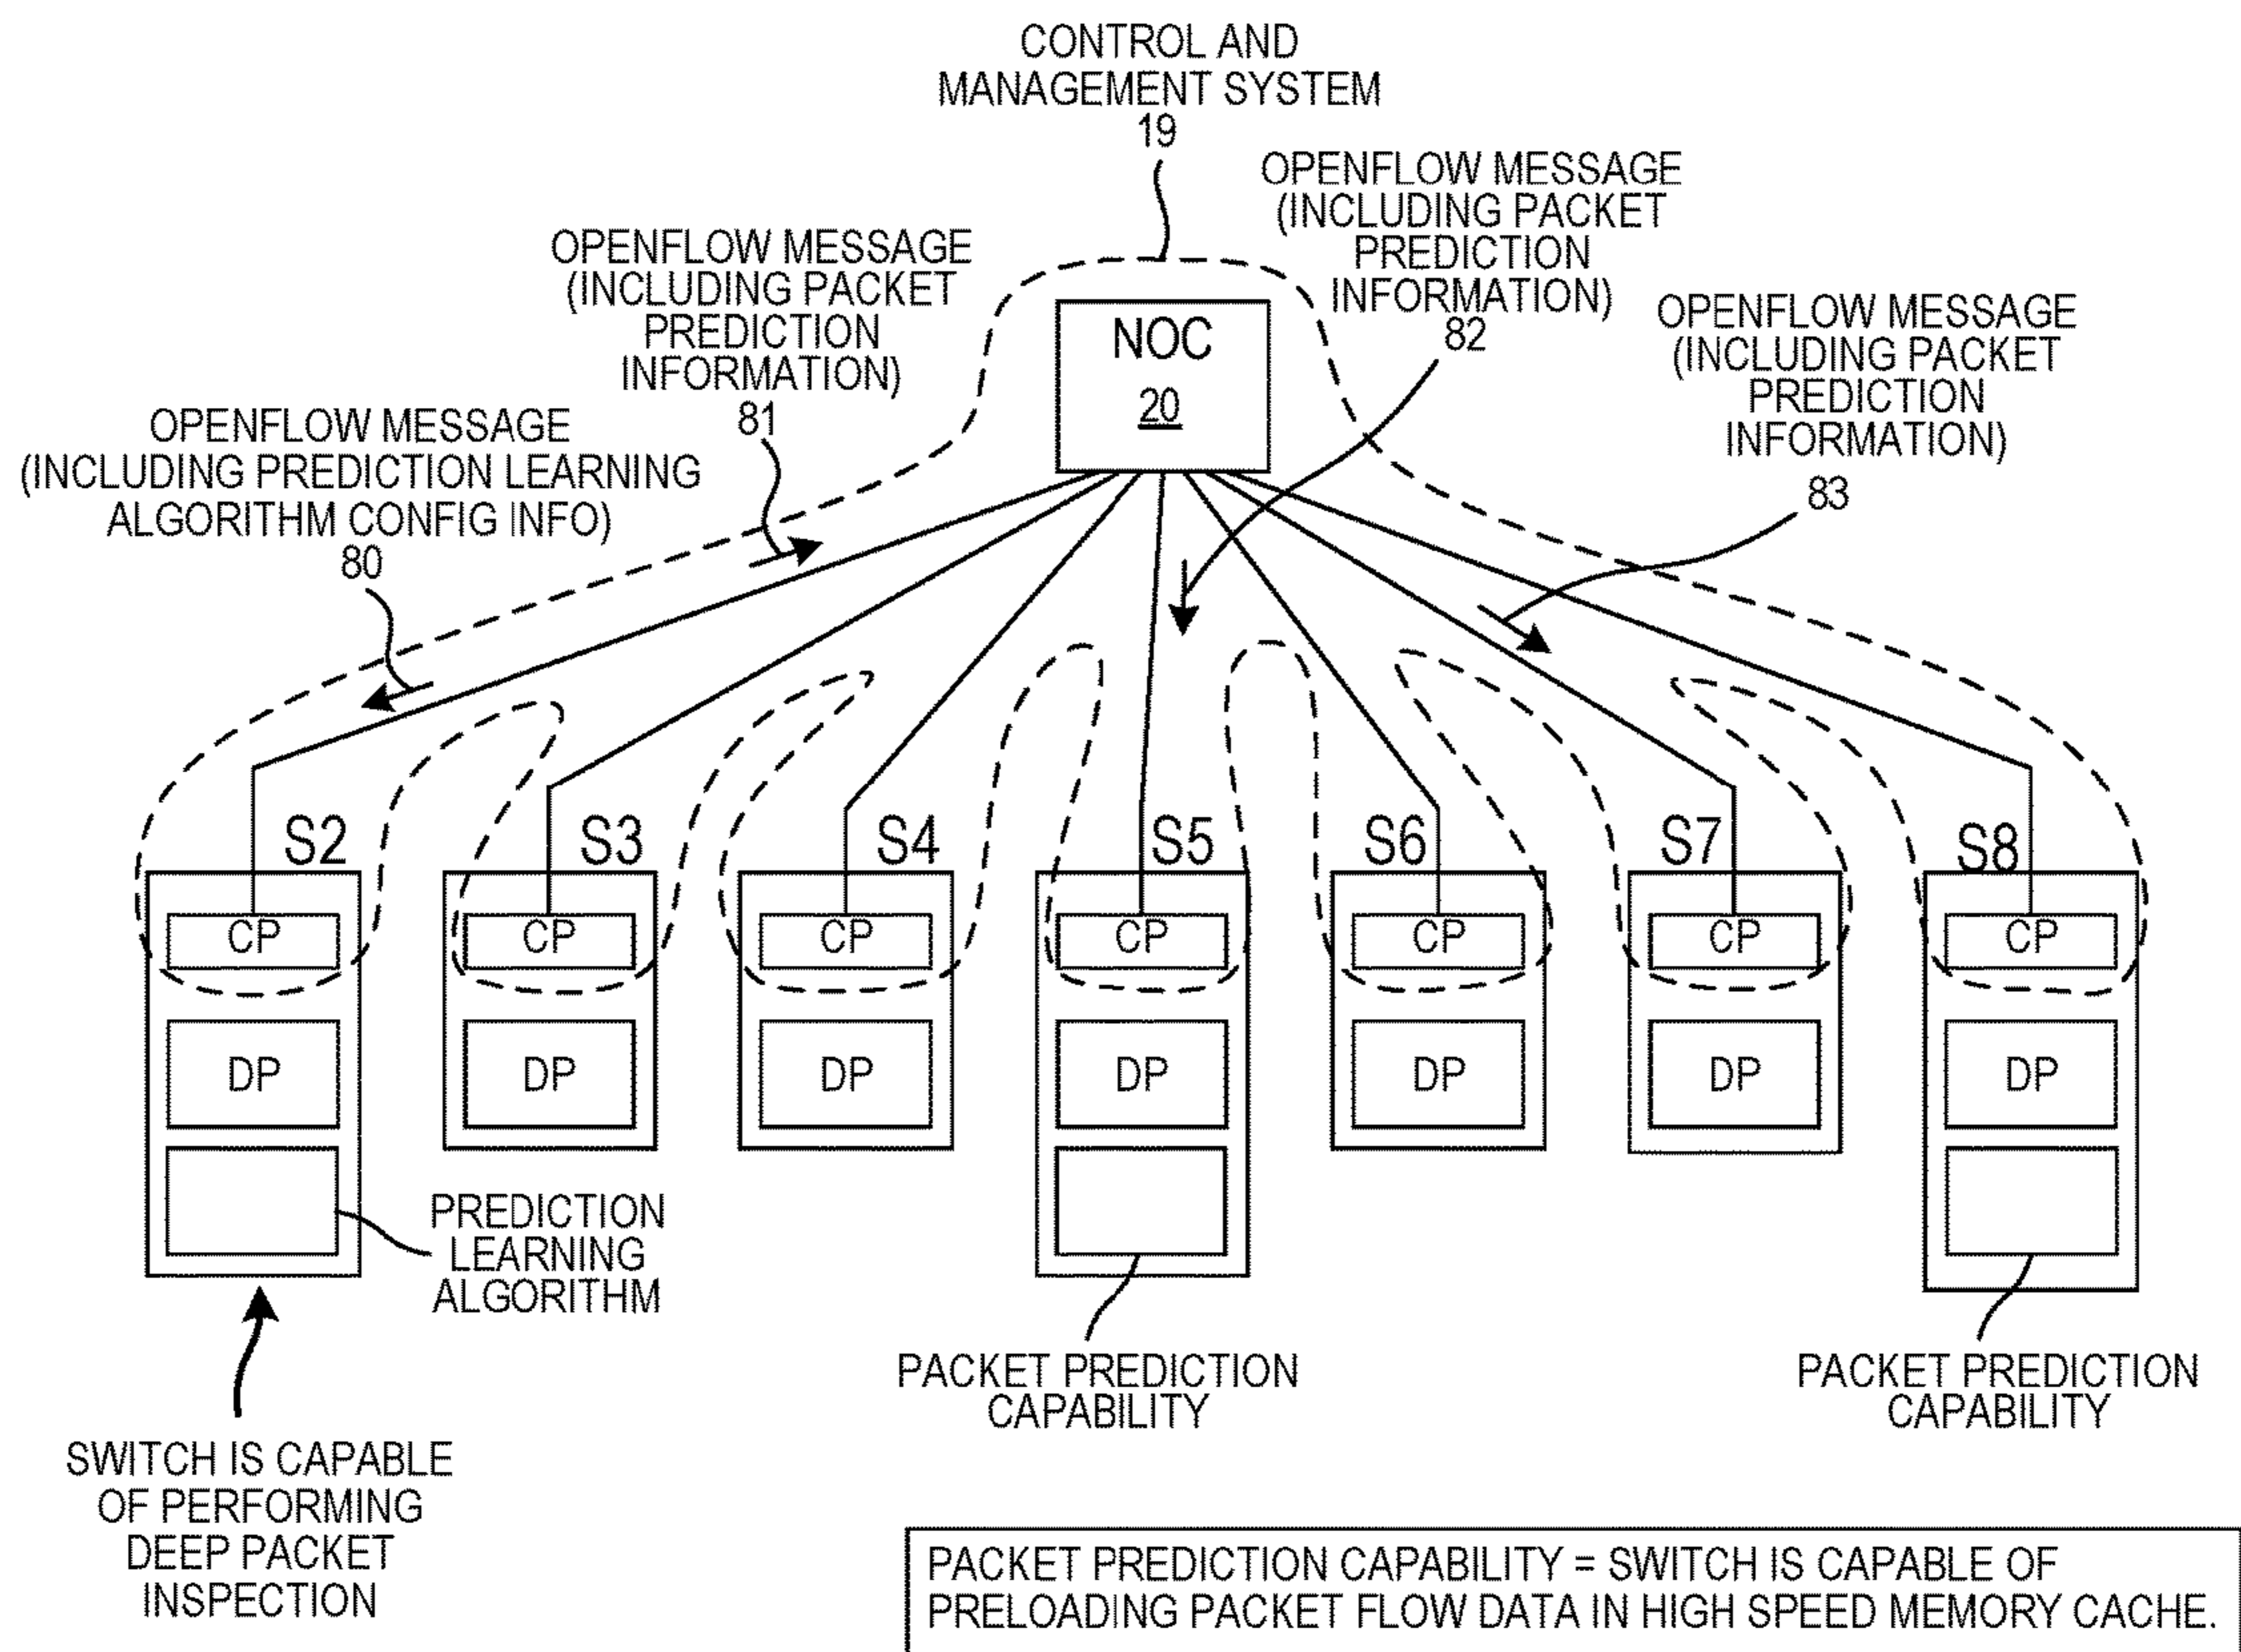 CONTROL AND
MANAGEMENT SYSTEM
19
OPENFLOW MESSAGE
(INCLUDING PACKET
PREDICTION
INFORMATION)
82
OPENFLOW MESSAGE
(INCLUDING PACKET
PREDICTION
INFORMATION)
81
OPENFLOW MESSAGE
(INCLUDING PACKET
PREDICTION
INFORMATION)
83
NOC
20
OPENFLOW MESSAGE
(INCLUDING PREDICTION LEARNING
ALGORITHM CONFIG INFO)
80
S2
S3
S4
S5
S6
S7
S8
CP
CP
CP
CP
CP
CP
CP
DP
DP
DP
DP
DP
DP
DP
PREDICTION
LEARNING
ALGORITHM
PACKET PREDICTION
CAPABILITY
PACKET PREDICTION
CAPABILITY
SWITCH IS CAPABLE
OF PERFORMING
DEEP PACKET
INSPECTION
PACKET PREDICTION CAPABILITY = SWITCH IS CAPABLE OF
PRELOADING PACKET FLOW DATA IN HIGH SPEED MEMORY CACHE.